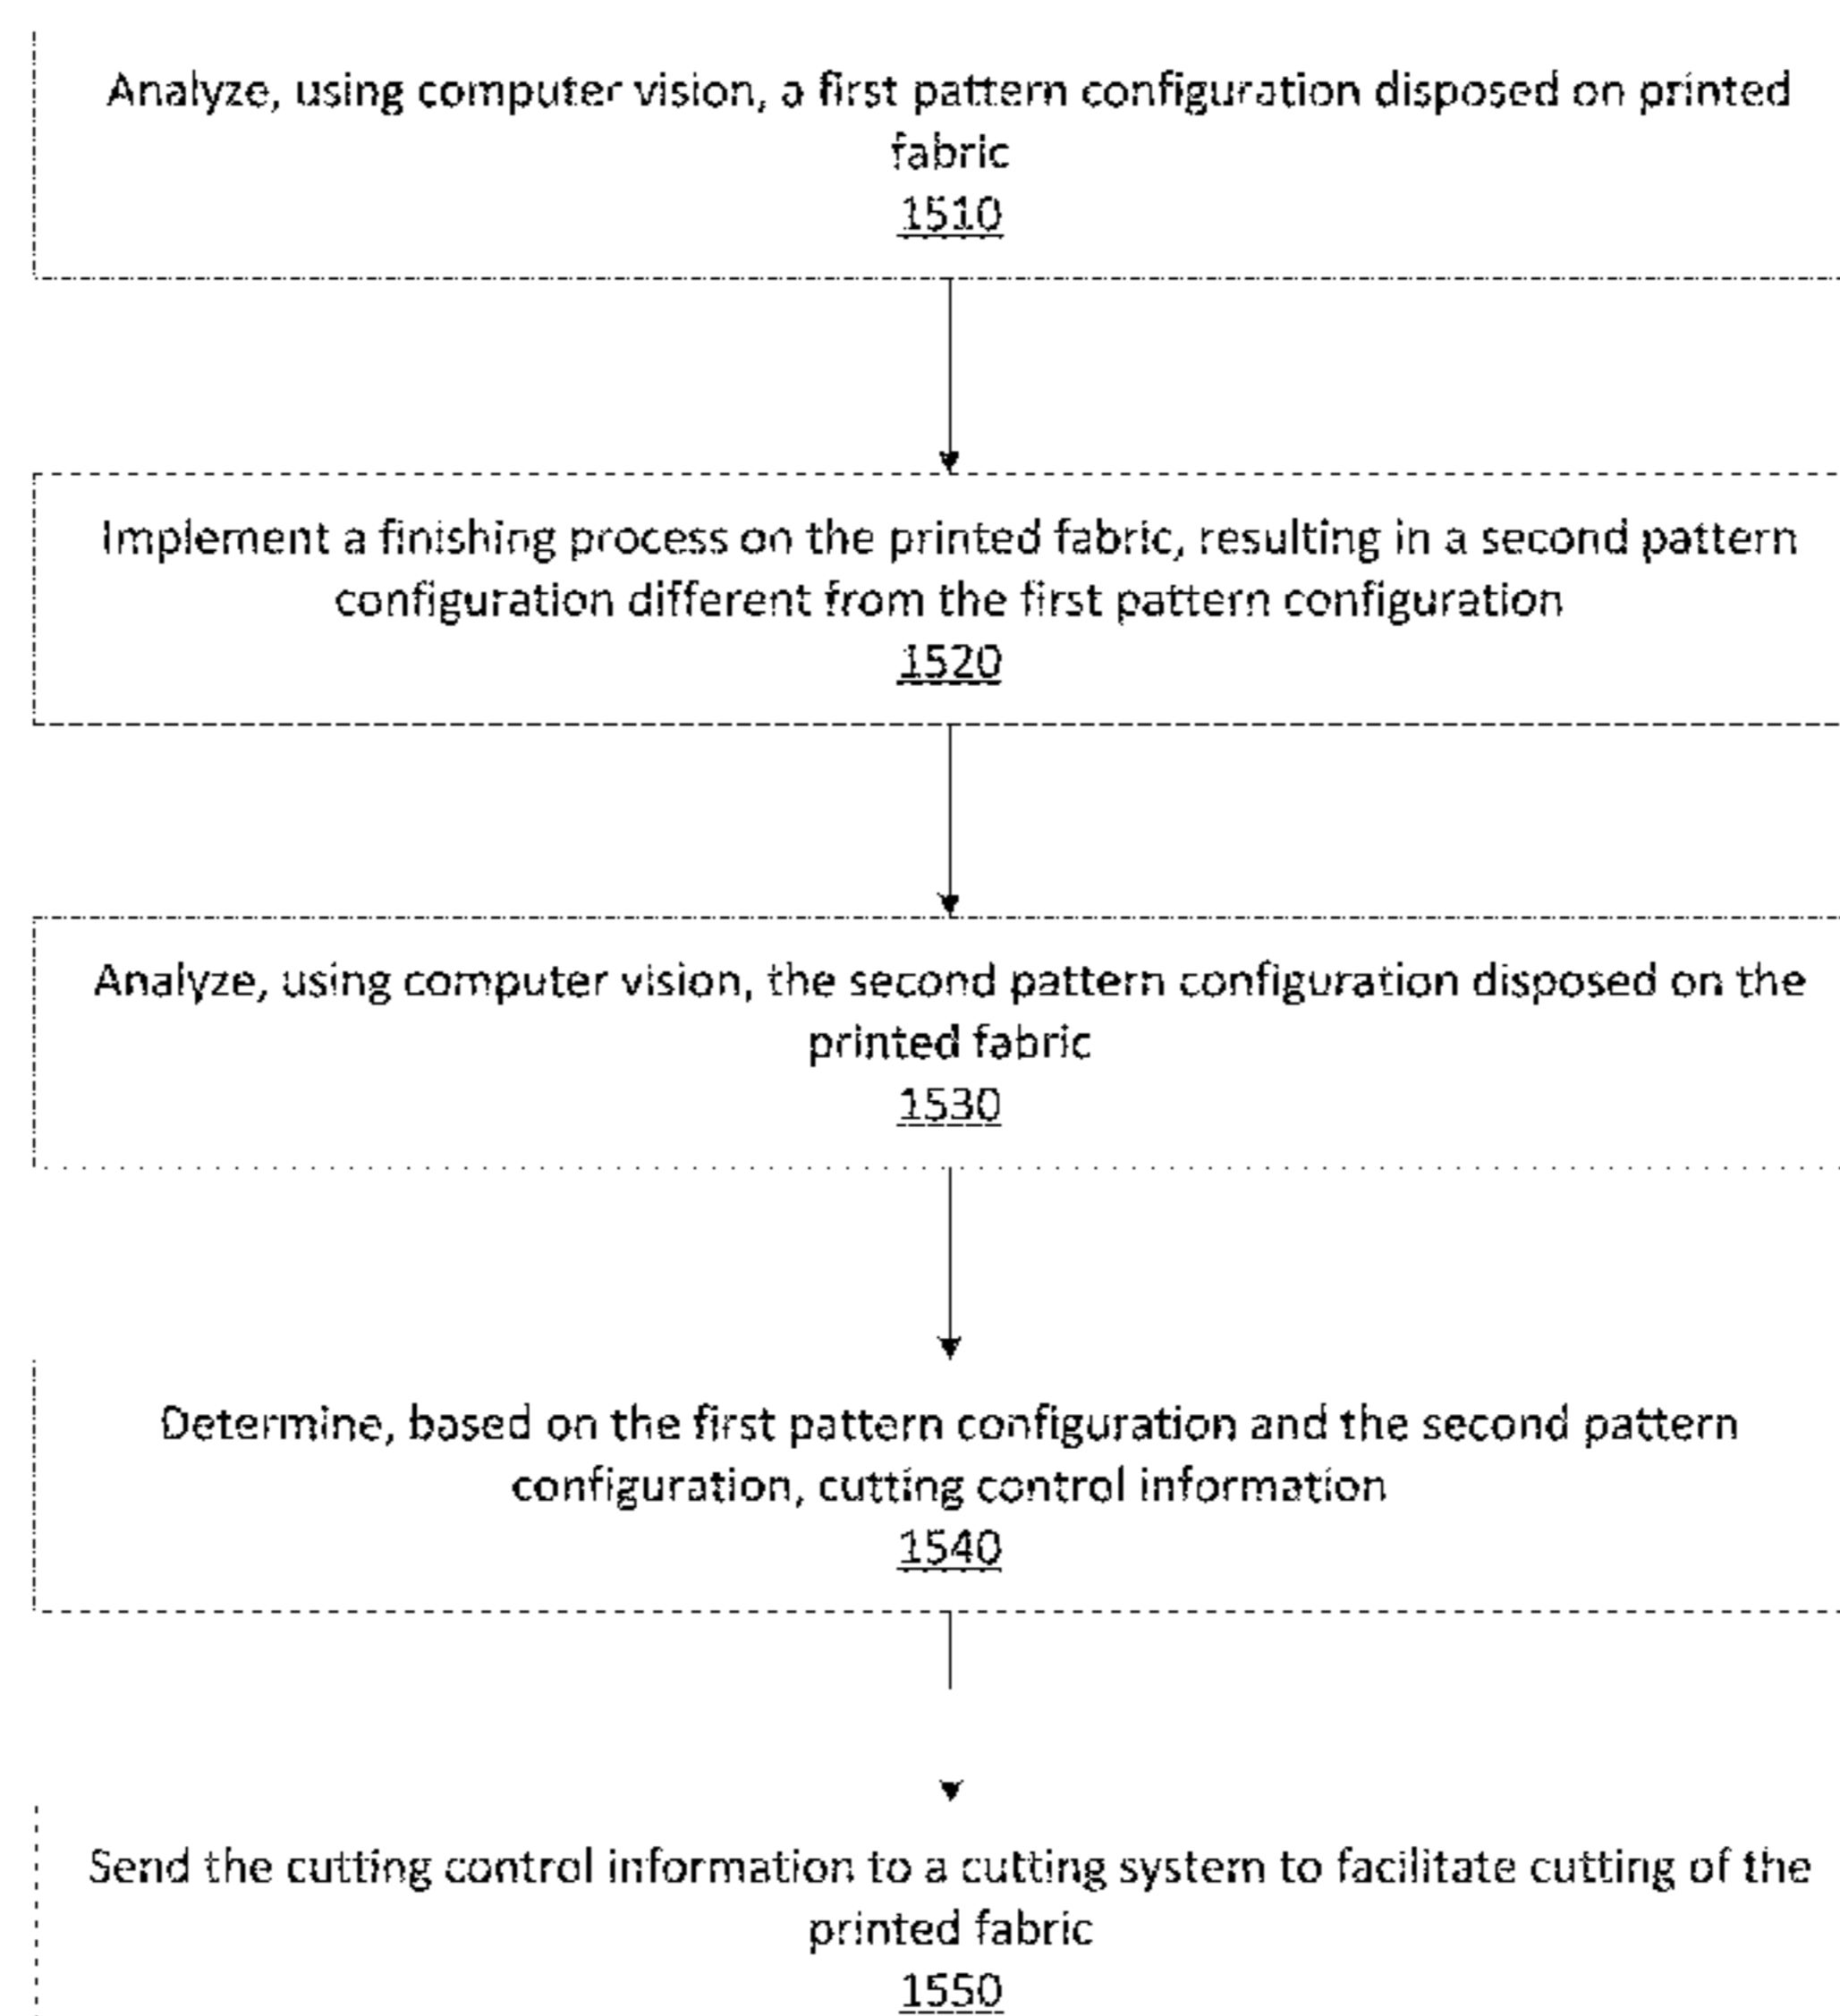 Analyze, using computer vision, a first pattern configuration disposed on printed
fabric
1510
Implement a finishing process on the printed fabric, resulting in a second pattern
configuration different from the first pattern configuration
1520
Analyze, using computer vision, the second pattern configuration disposed on the
printed fabric
1530
Determine, based on the first pattern configuration and the second pattern
configuration, cutting control information
1540
Send the cutting control information to a cutting system to facilitate cutting of the
printed fabric
1550